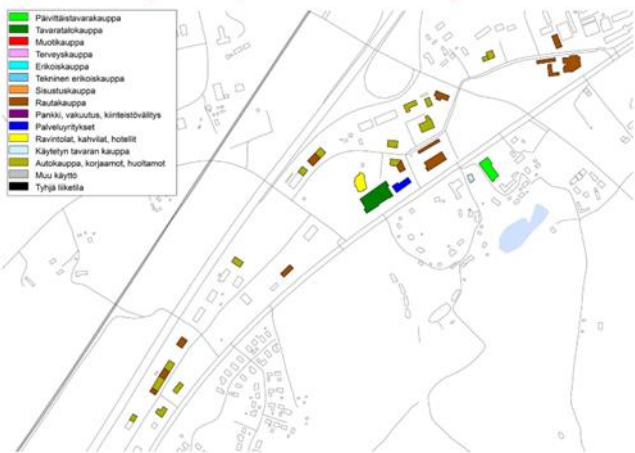 Päivittäistavarakauppa
Tavaratalokauppa
Muotikauppa
Terveyskauppa
Erikoiskauppa
Tekninen erikoiskauppa
Sisustuskauppa
Rautakauppa
Pankki, vakuutus, kiinteistövälitys
Palveluyritykset
Ravintolat, kahvilat, hotellit
Käytetyn tavaran kauppa
Autokauppa, korjaamot, huoltamot
Muu käyttö
Tyhjä liiketila